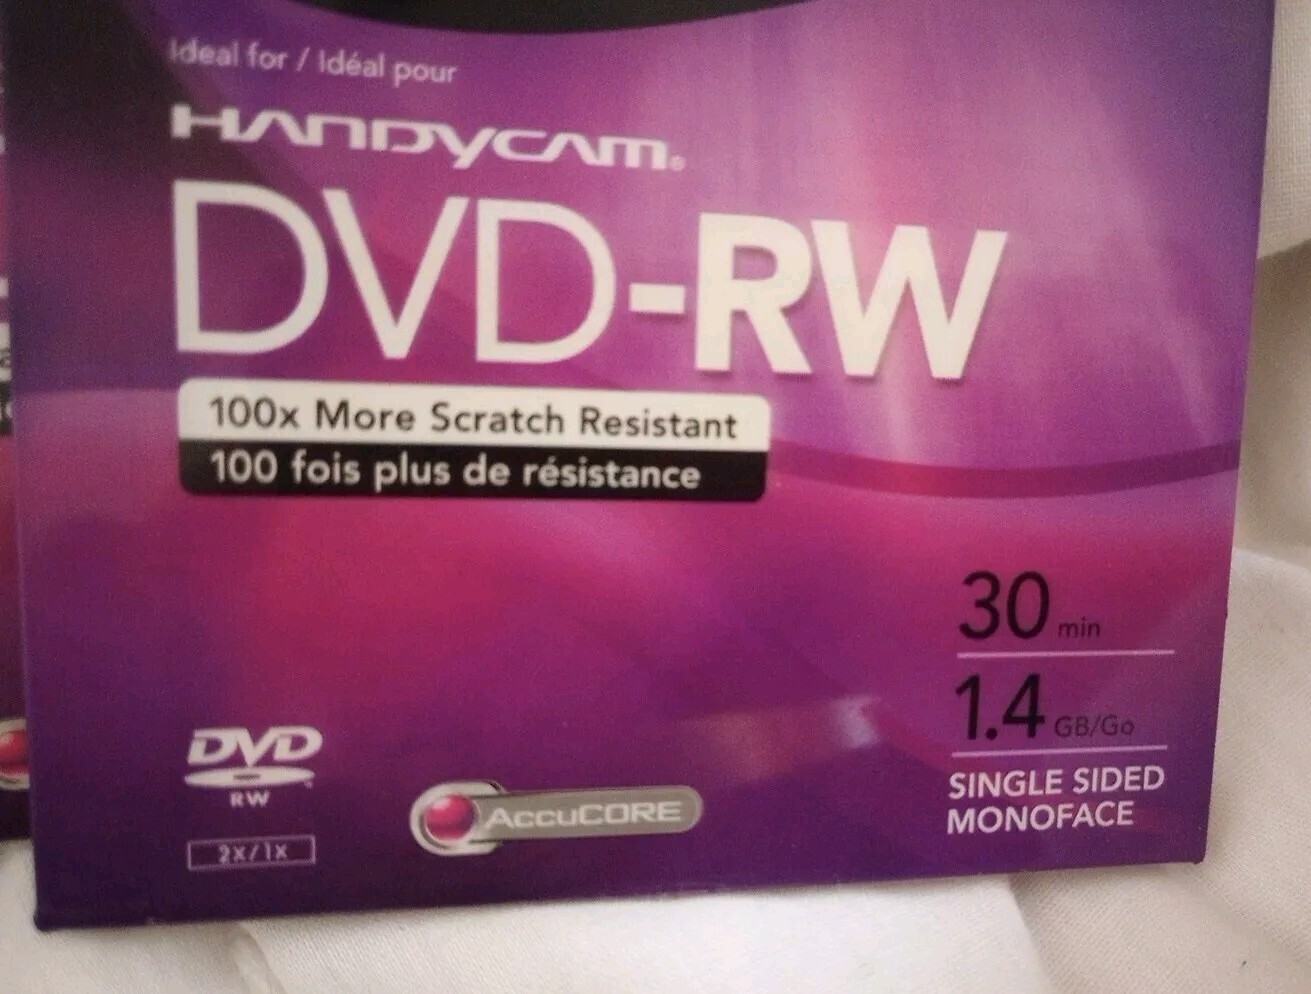 Ideal for / Idéal pour
HANDYCAM®
DVD-RW
100x More Scratch Resistant
100 fois plus de résistance
30 min
1.4 GB/Go
SINGLE SIDED
MONOFACE
DVD
RW
2X/1X
AccuCORE